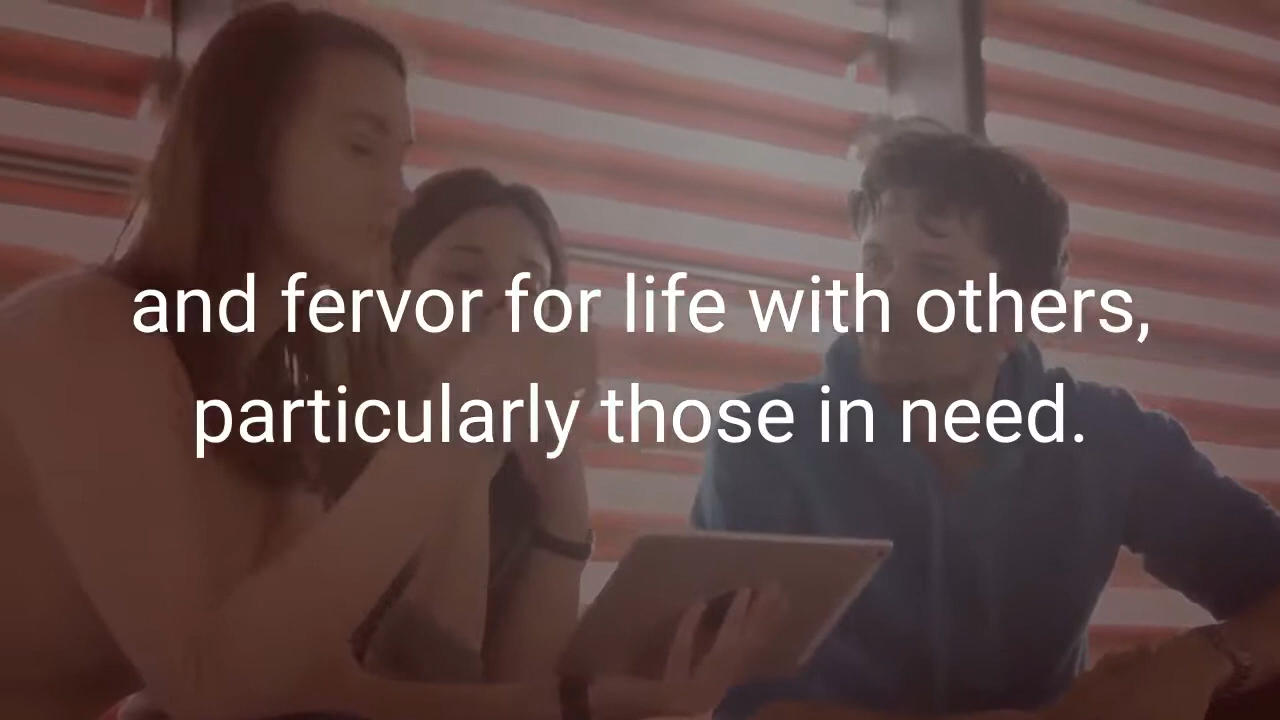 and fervor for life with others,
particularly those in need.